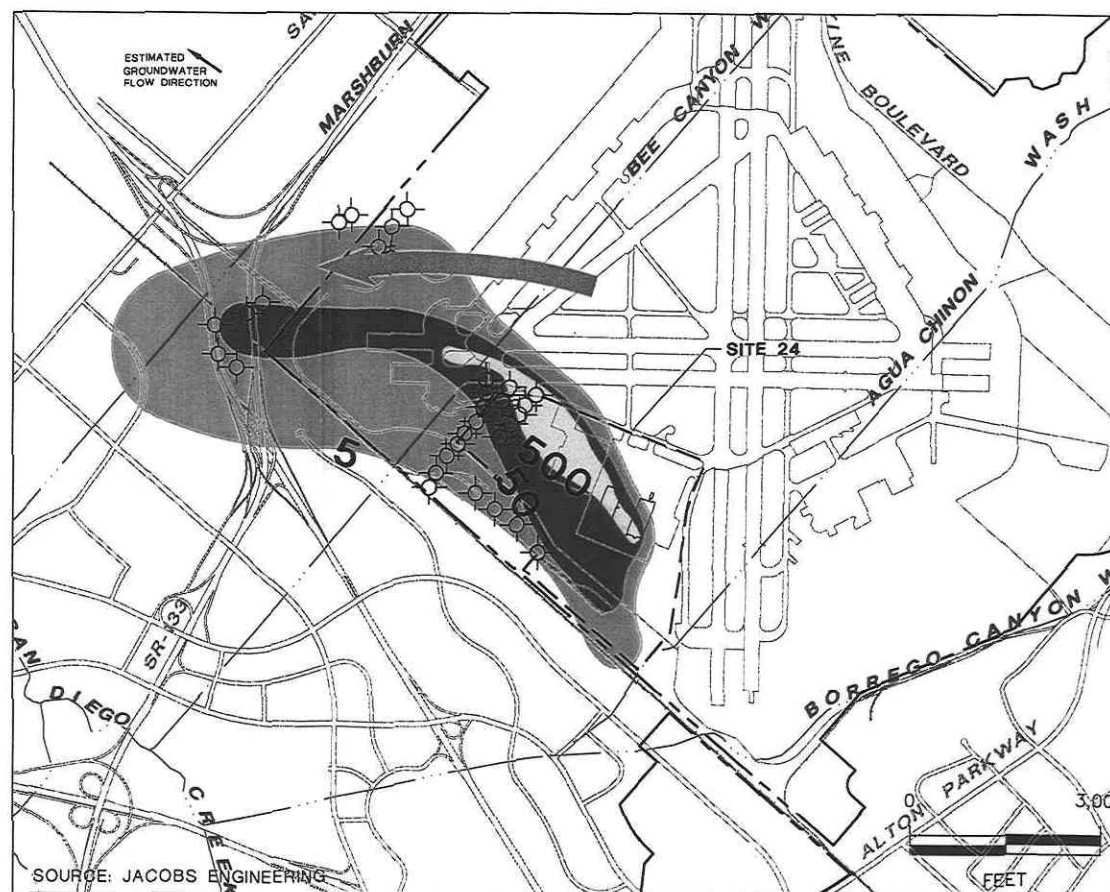 ESTIMATED
GROUNDWATER
FLOW DIRECTION
MARSHBURN
BEE CANYON W
BOULEVARD
WASH
AGUA CHINON
SITE 24
5
50
500
SR-133
DIEGO
BORREGO CANYON W
ALTON PARKWAY
0
FEET
SOURCE: JACOBS ENGINEERING